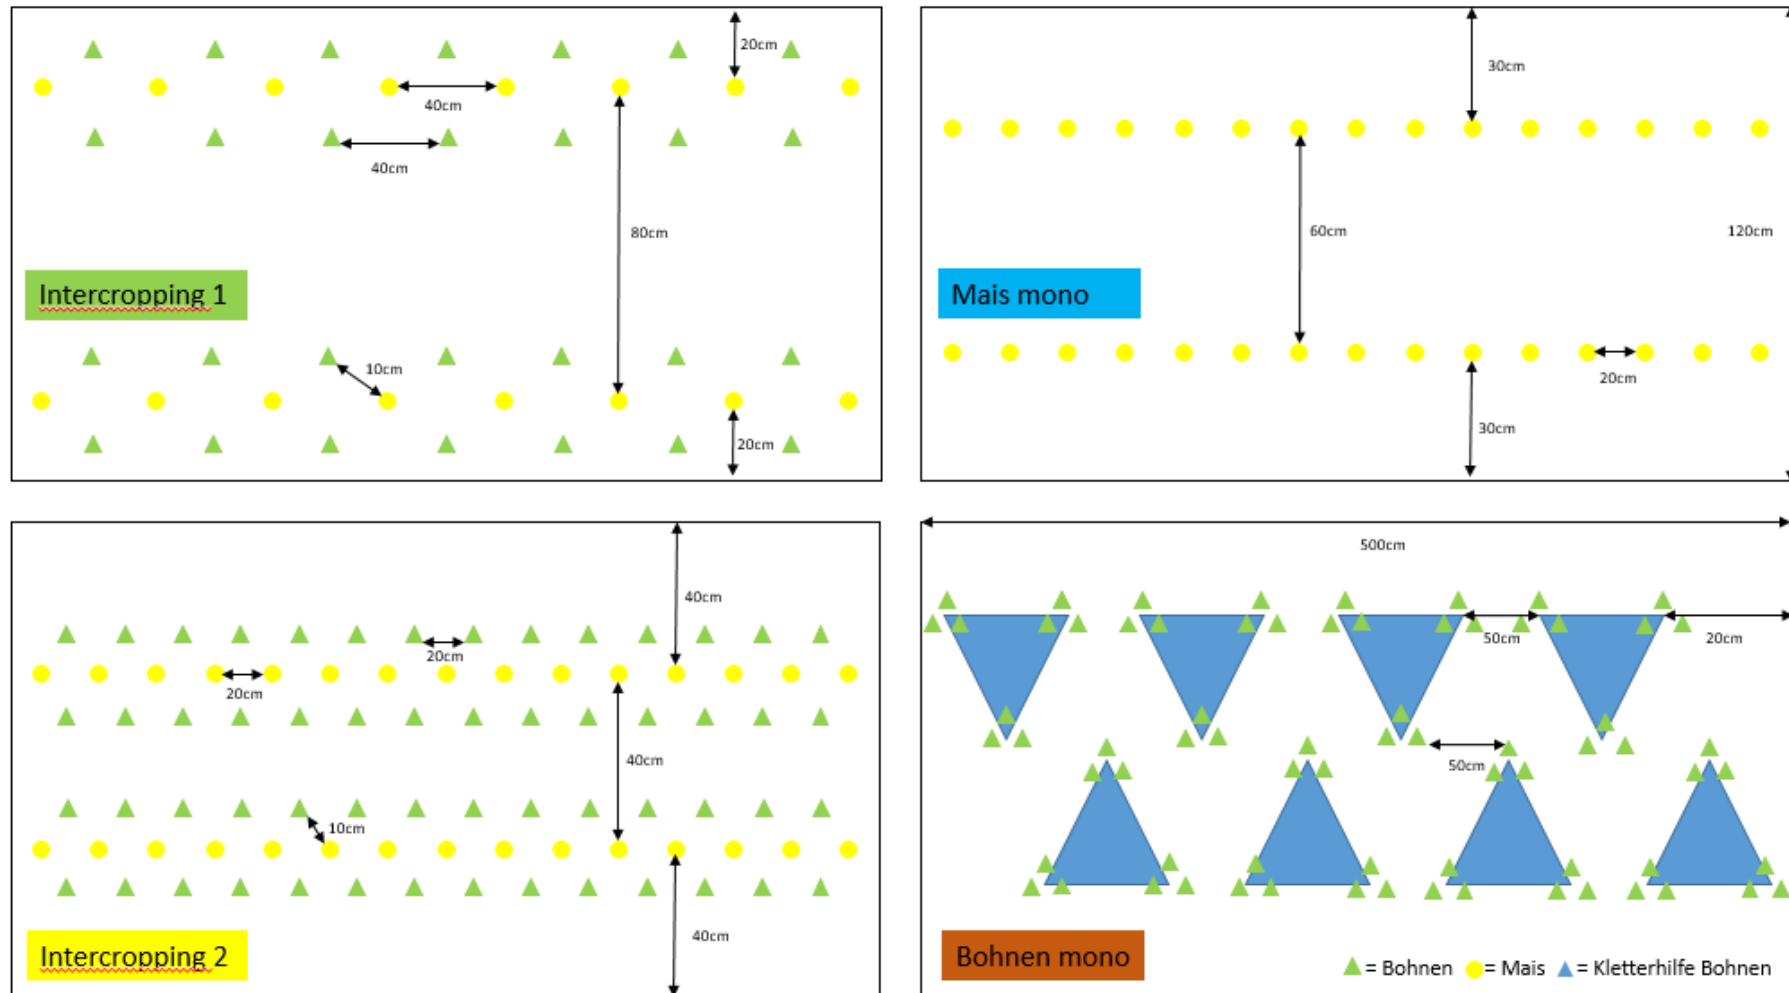 20cm
40cm
40cm
80cm
Intercropping 1
10cm
20cm
30cm
60cm
120cm
Mais mono
20cm
30cm
40cm
20cm
20cm
40cm
10cm
40cm
Intercropping 2
500cm
50cm
20cm
50cm
Bohnen mono
= Bohnen = Mais = Kletterhilfe Bohnen